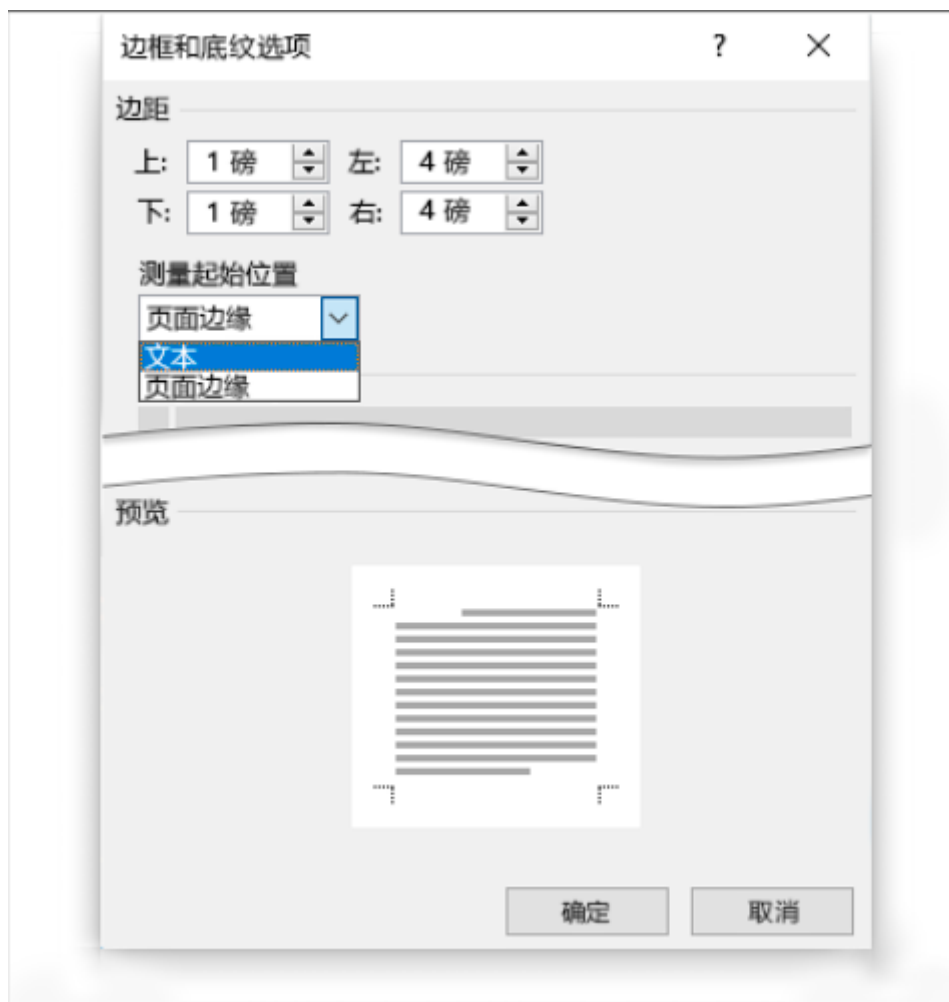 边框和底纹选项 ?
边距
上: 1 磅 左: 4 磅
下: 1 磅 右: 4 磅
测量起始位置
页面边缘
文本
页面边缘
预览
确定 取消